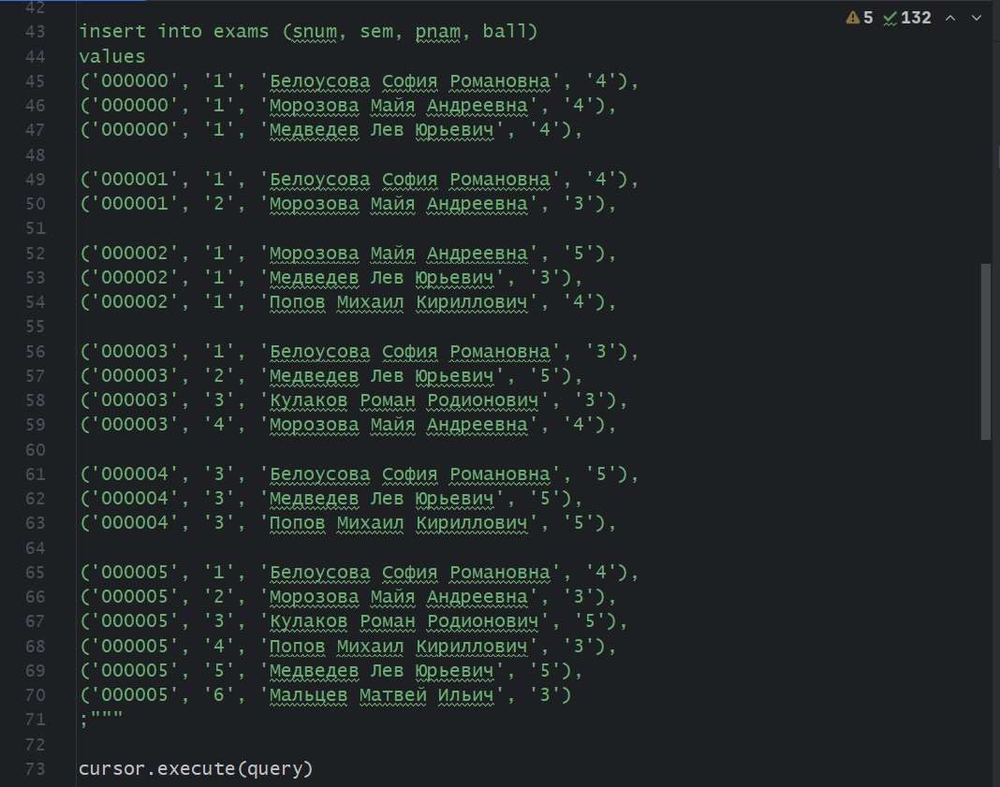 42
5 132
43 insert into exams (snum, sem, pnam, ball)
44 values
45 ('000000', '1', 'Белоусова София Романовна', '4'),
46 ('000000', '1', 'Морозова Майя Андреевна', '4'),
47 ('000000', '1', 'Медведев Лев Юрьевич', '4'),
48
49 ('000001', '1', 'Белоусова София Романовна', '4'),
50 ('000001', '2', 'Морозова Майя Андреевна', '3'),
51
52 ('000002', '1', 'Морозова Майя Андреевна', '5'),
53 ('000002', '1', 'Медведев Лев Юрьевич', '3'),
54 ('000002', '1', 'Попов Михаил Кириллович', '4'),
55
56 ('000003', '1', 'Белоусова София Романовна', '3'),
57 ('000003', '2', 'Медведев Лев Юрьевич', '5'),
58 ('000003', '3', 'Кулаков Роман Родионович', '3'),
59 ('000003', '4', 'Морозова Майя Андреевна', '4'),
60
61 ('000004', '3', 'Белоусова София Романовна', '5'),
62 ('000004', '3', 'Медведев Лев Юрьевич', '5'),
63 ('000004', '3', 'Попов Михаил Кириллович', '5'),
64
65 ('000005', '1', 'Белоусова София Романовна', '4'),
66 ('000005', '2', 'Морозова Майя Андреевна', '3'),
67 ('000005', '3', 'Кулаков Роман Родионович', '5'),
68 ('000005', '4', 'Попов Михаил Кириллович', '3'),
69 ('000005', '5', 'Медведев Лев Юрьевич', '5'),
70 ('000005', '6', 'Мальцев Матвей Ильич', '3')
71 ;"""
72
73 cursor.execute(query)